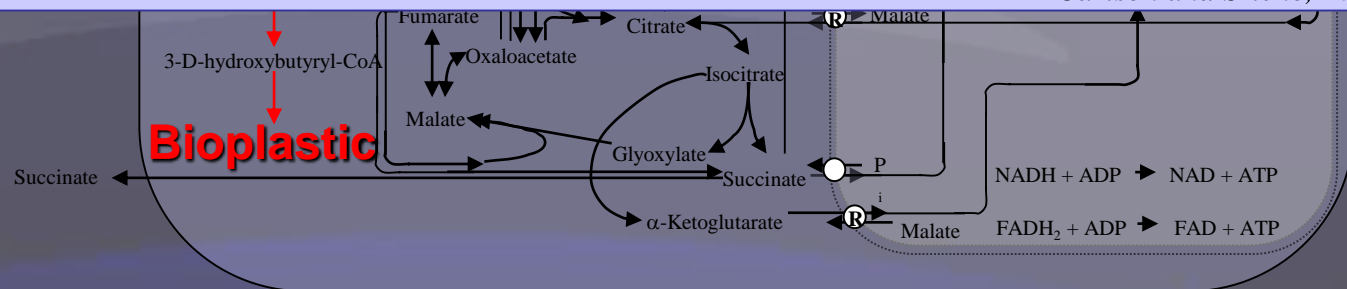 Fumarate
Citrate
R
Malate
3-D-hydroxybutyryl-CoA
Oxaloacetate
Isocitrate
Malate
Bioplastic
Glyoxylate
P
i
Succinate
Succinate
NADH + ADP
NAD + ATP
α-Ketoglutarate
R
Malate
FADH₂ + ADP
FAD + ATP